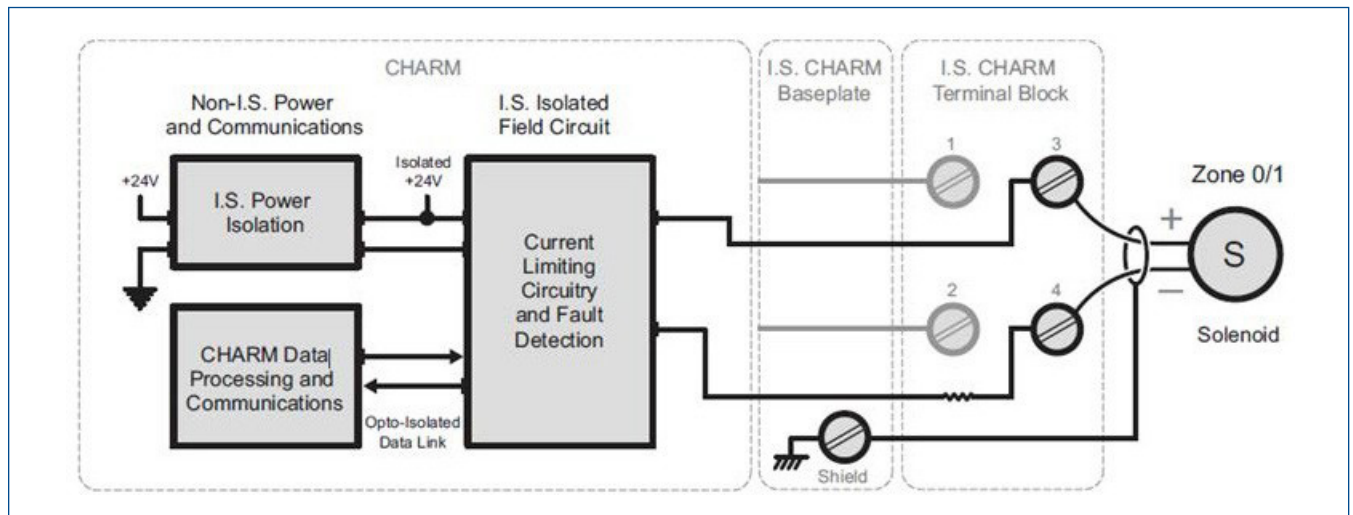 CHARM
I.S. CHARM
Baseplate
I.S. CHARM
Terminal Block
Non-I.S. Power
and Communications
I.S. Isolated
Field Circuit
+24V
I.S. Power
Isolation
Isolated
+24V
Current
Limiting
Circuitry
and Fault
Detection
CHARM Data
Processing and
Communications
Opto-Isolated
Data Link
1
3
2
4
Shield
Zone 0/1
+
S
–
Solenoid